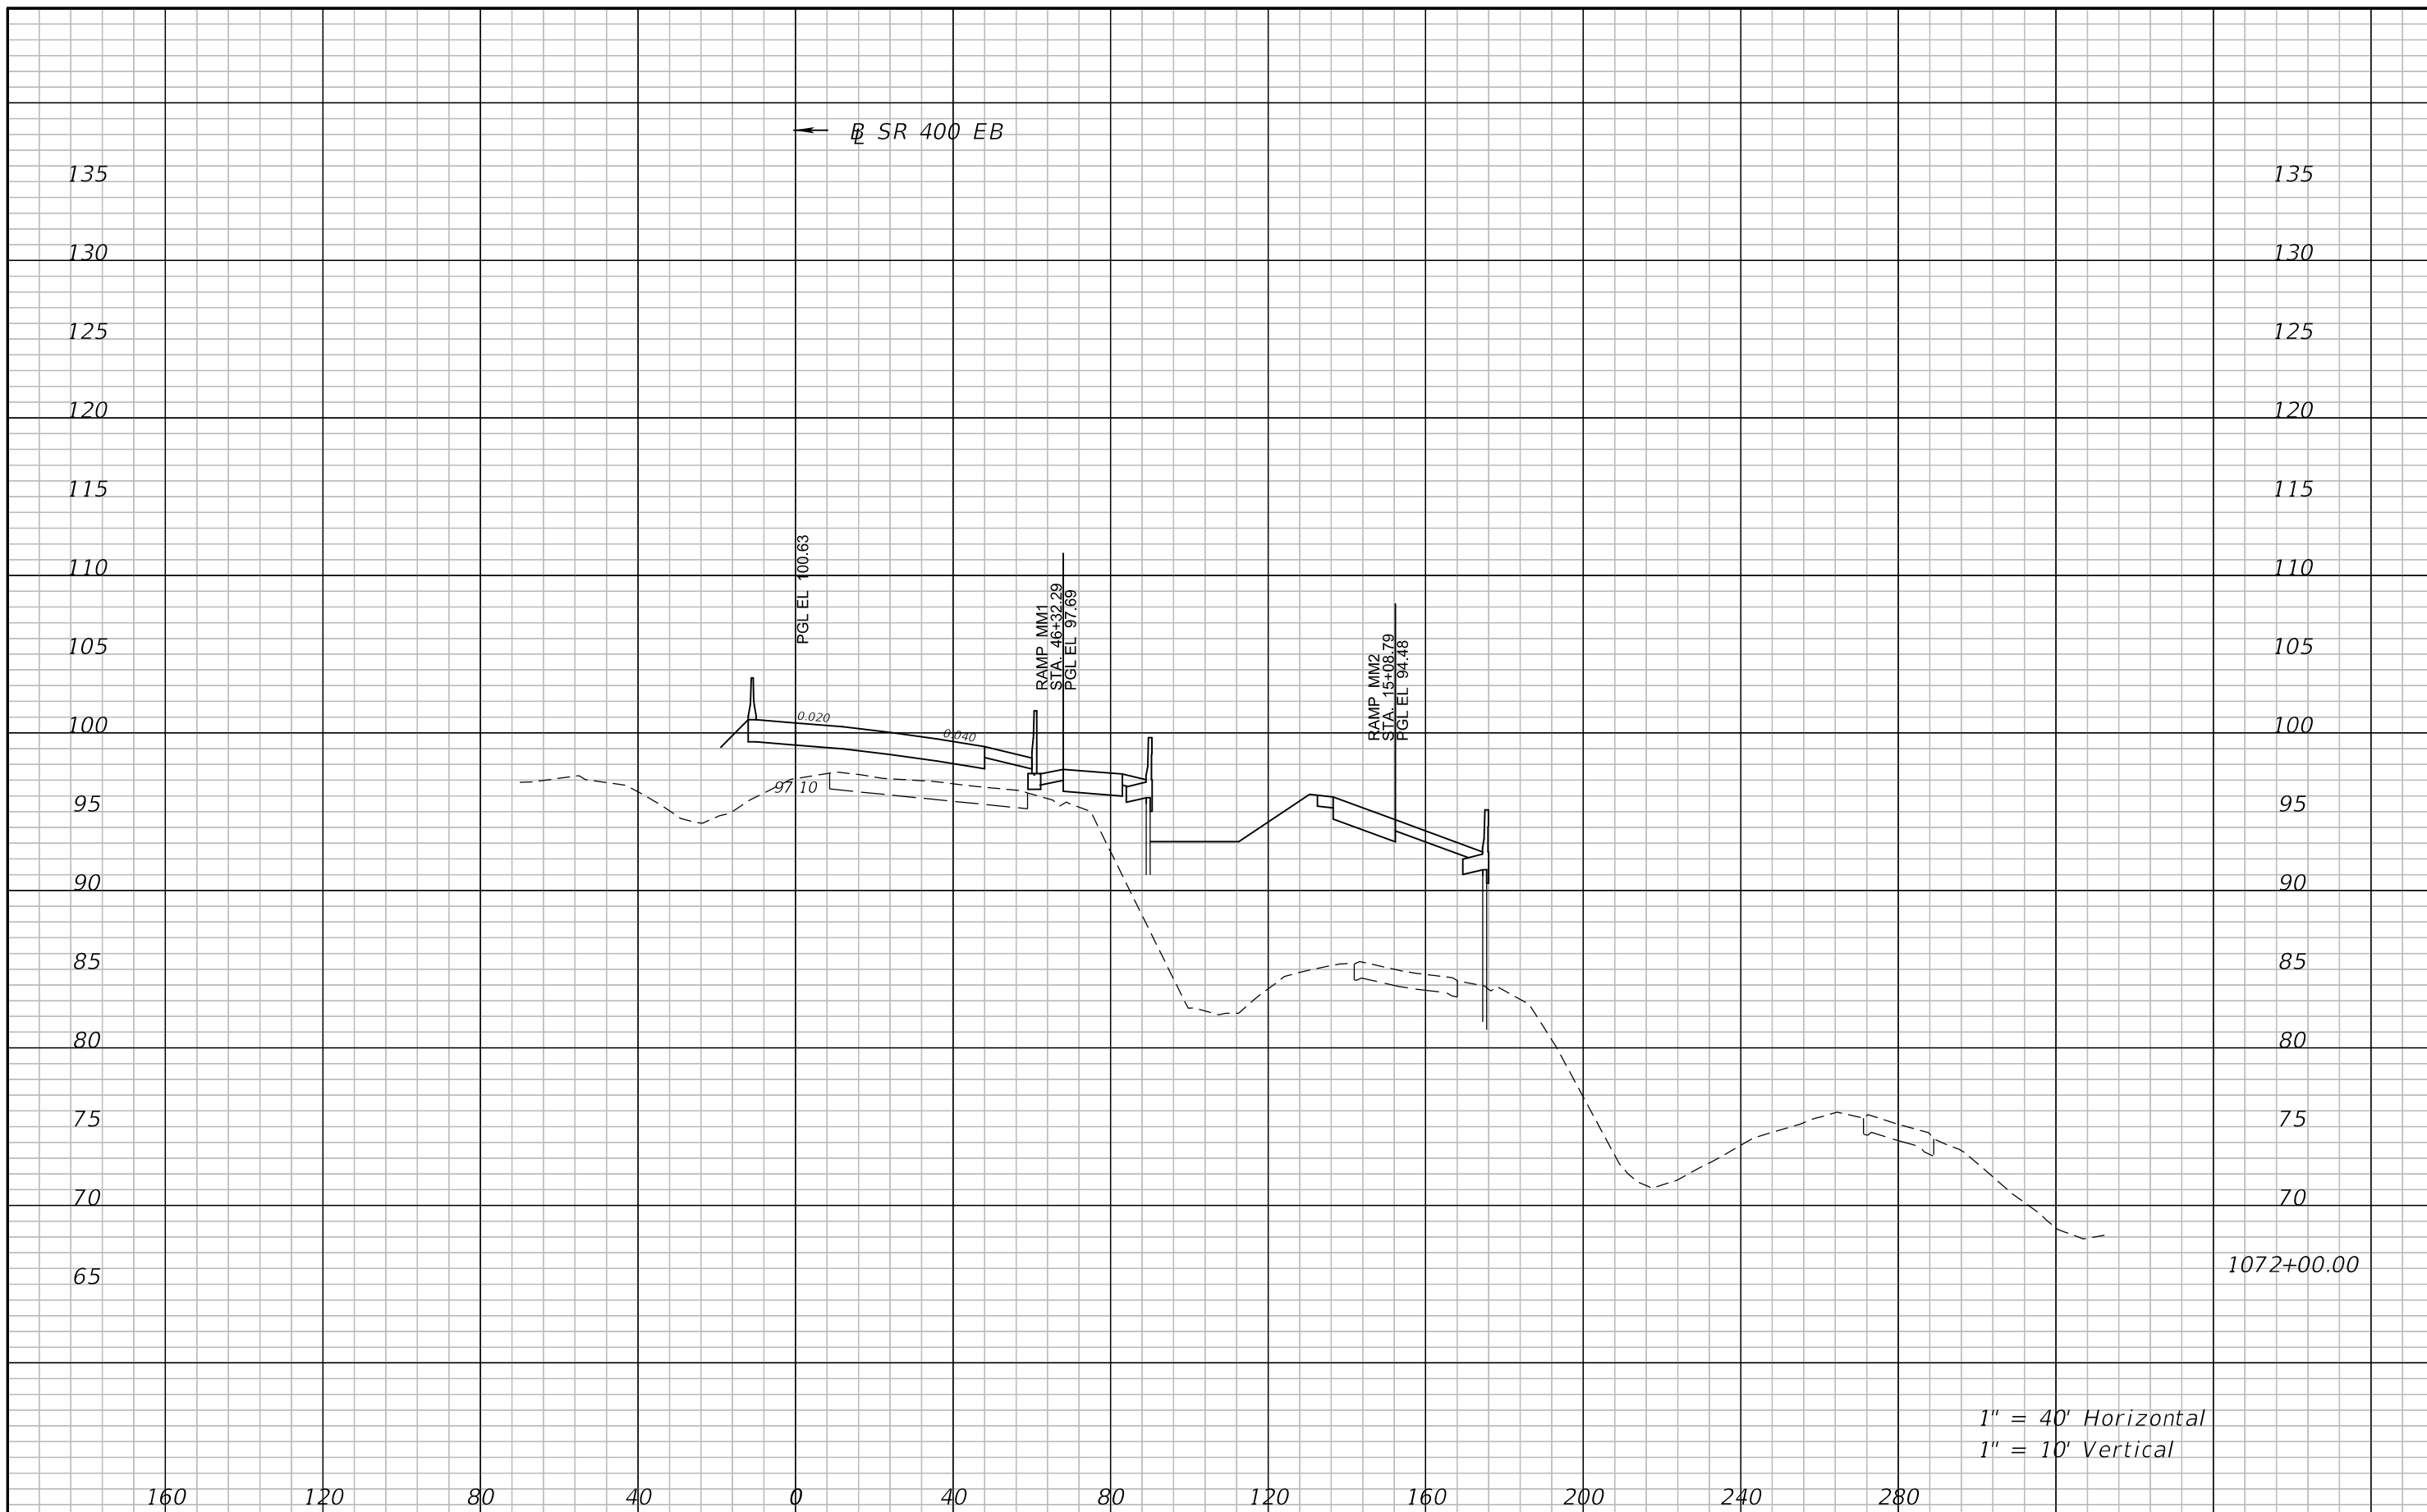 BL SR 400 EB
135 135
130 130
125 125
120 120
115 115
110 110
PGL EL 100.63
105 105
RAMP MM1
STA. 46+32.29
PGL EL 97.69
RAMP MM2
STA. 15+08.79
PGL EL 94.48
100 100
0.020
0.040
97.10
95 95
90 90
85 85
80 80
75 75
70 70
65
1072+00.00
1" = 40' Horizontal
1" = 10' Vertical
160 120 80 40 0 40 80 120 160 200 240 280